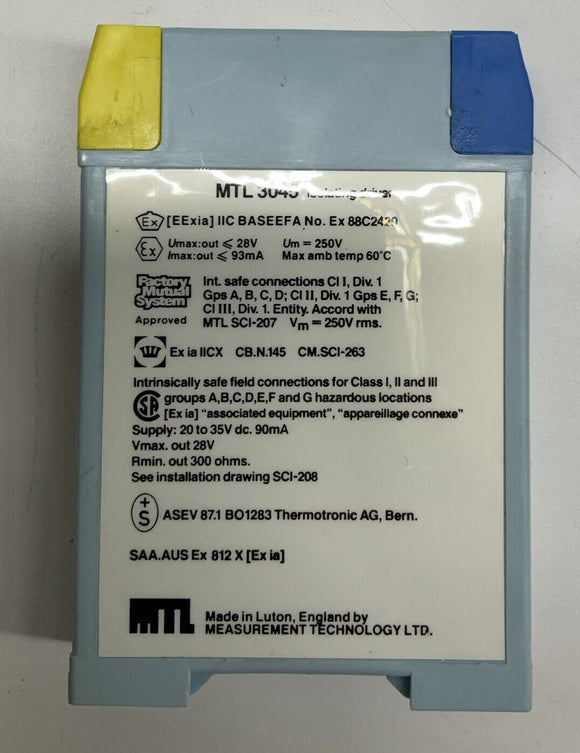 MTL 3045 isolating driver
Ex [EExia] IIC BASEEFA No. Ex 88C2420
Ex Umax:out ⩽ 28V Um = 250V
Imax:out ⩽ 93mA Max amb temp 60°C
Factory Mutual System Approved
Int. safe connections Cl I, Div. 1
Gps A, B, C, D; Cl II, Div. 1 Gps E, F, G;
Cl III, Div. 1. Entity. Accord with
MTL SCI-207 Vm = 250V rms.
Ex ia IICX CB.N.145 CM.SCI-263
Intrinsically safe field connections for Class I, II and III
groups A,B,C,D,E,F and G hazardous locations
SA [Ex ia] “associated equipment”, “appareillage connexe”
Supply: 20 to 35V dc. 90mA
Vmax. out 28V
Rmin. out 300 ohms.
See installation drawing SCI-208
+S ASEV 87.1 BO1283 Thermotronic AG, Bern.
SAA.AUS Ex 812 X [Ex ia]
MTL Made in Luton, England by
MEASUREMENT TECHNOLOGY LTD.